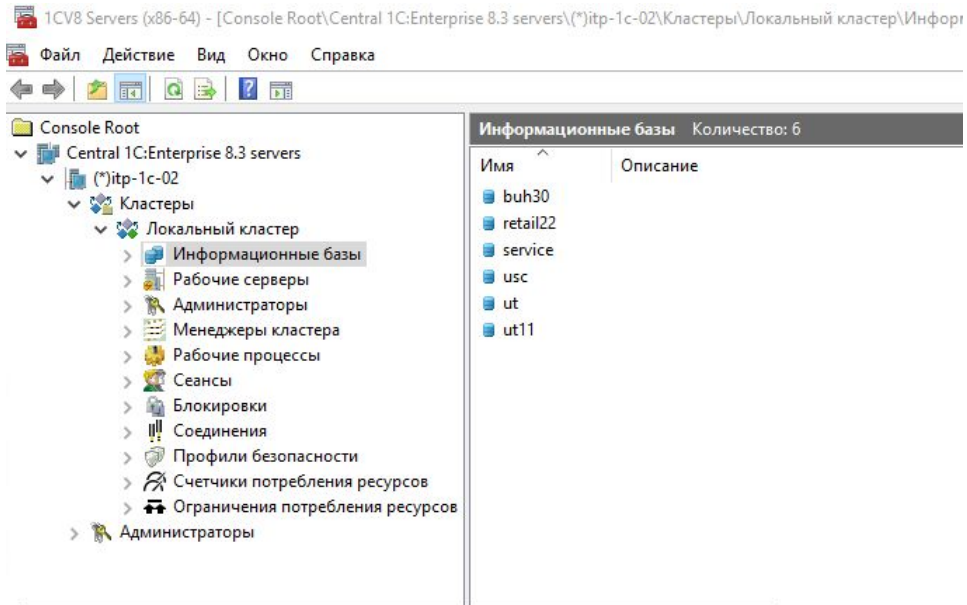 1CV8 Servers (x86-64) - [Console Root\Central 1C:Enterprise 8.3 servers\(*)itp-1c-02\Кластеры\Локальный кластер\Инфор
Файл Действие Вид Окно Справка
Console Root
Central 1C:Enterprise 8.3 servers
(*)itp-1c-02
Кластеры
Локальный кластер
Информационные базы
Рабочие серверы
Администраторы
Менеджеры кластера
Рабочие процессы
Сеансы
Блокировки
Соединения
Профили безопасности
Счетчики потребления ресурсов
Ограничения потребления ресурсов
Администраторы
Информационные базы Количество: 6
Имя Описание
buh30
retail22
service
usc
ut
ut11